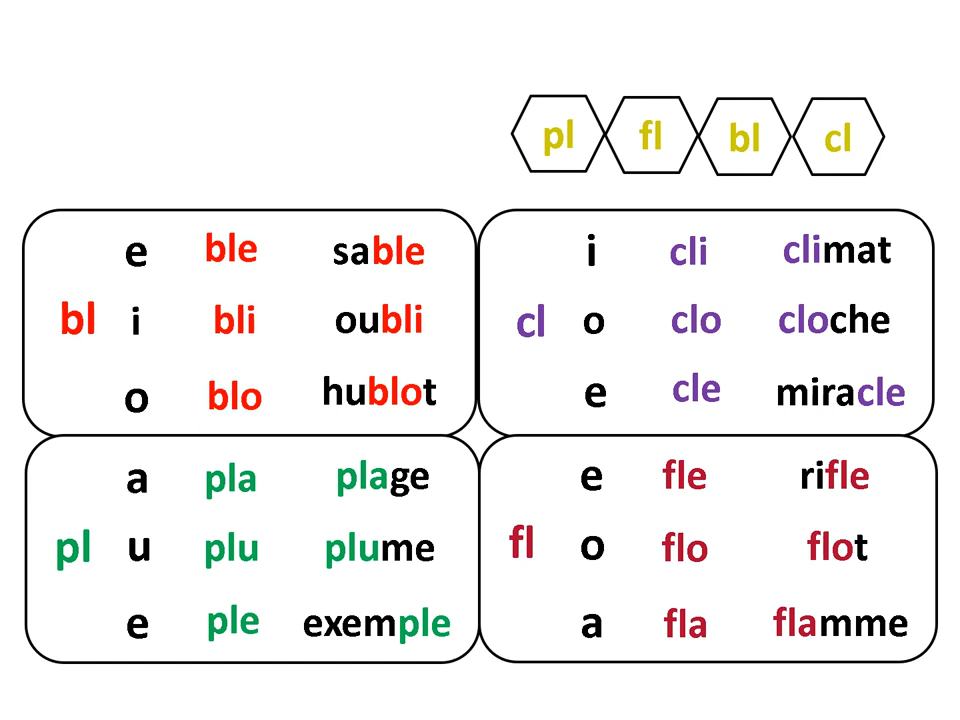 pl fl bl cl
e ble sable
bl i bli oubli
o blo hublot
i cli climat
cl o clo cloche
e cle miracle
a pla plage
pl u plu plume
e ple exemple
e fle rifle
fl o flo flot
a fla flamme